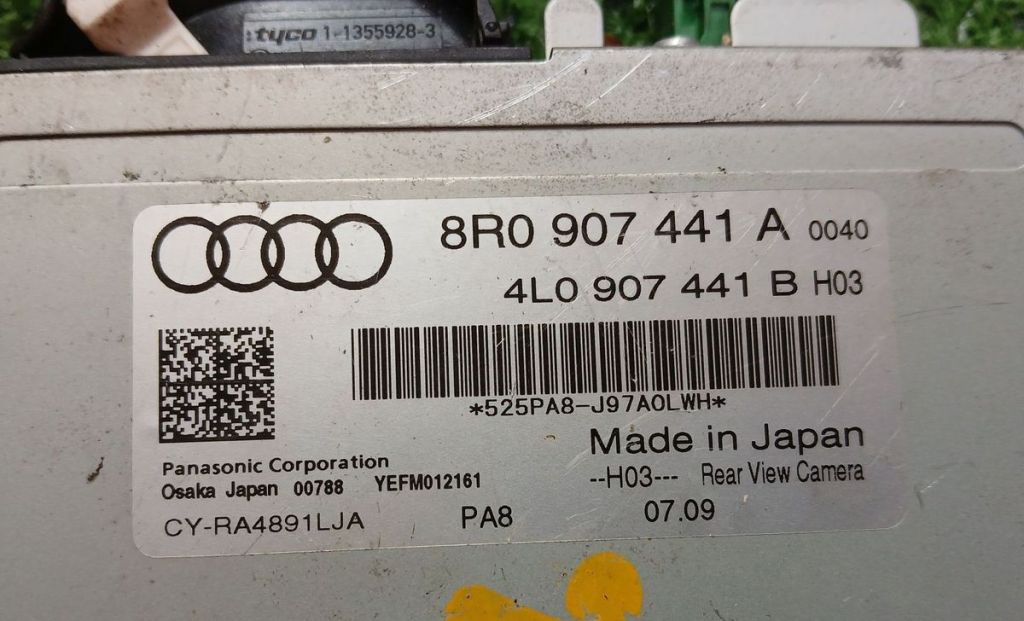 tyco 1-1355928-3
8R0 907 441 A 0040
4L0 907 441 B H03
*525PA8-J97AOLWH*
Made in Japan
Panasonic Corporation
Osaka Japan 00788 YEFM012161
--H03--- Rear View Camera
CY-RA4891LJA PA8 07.09